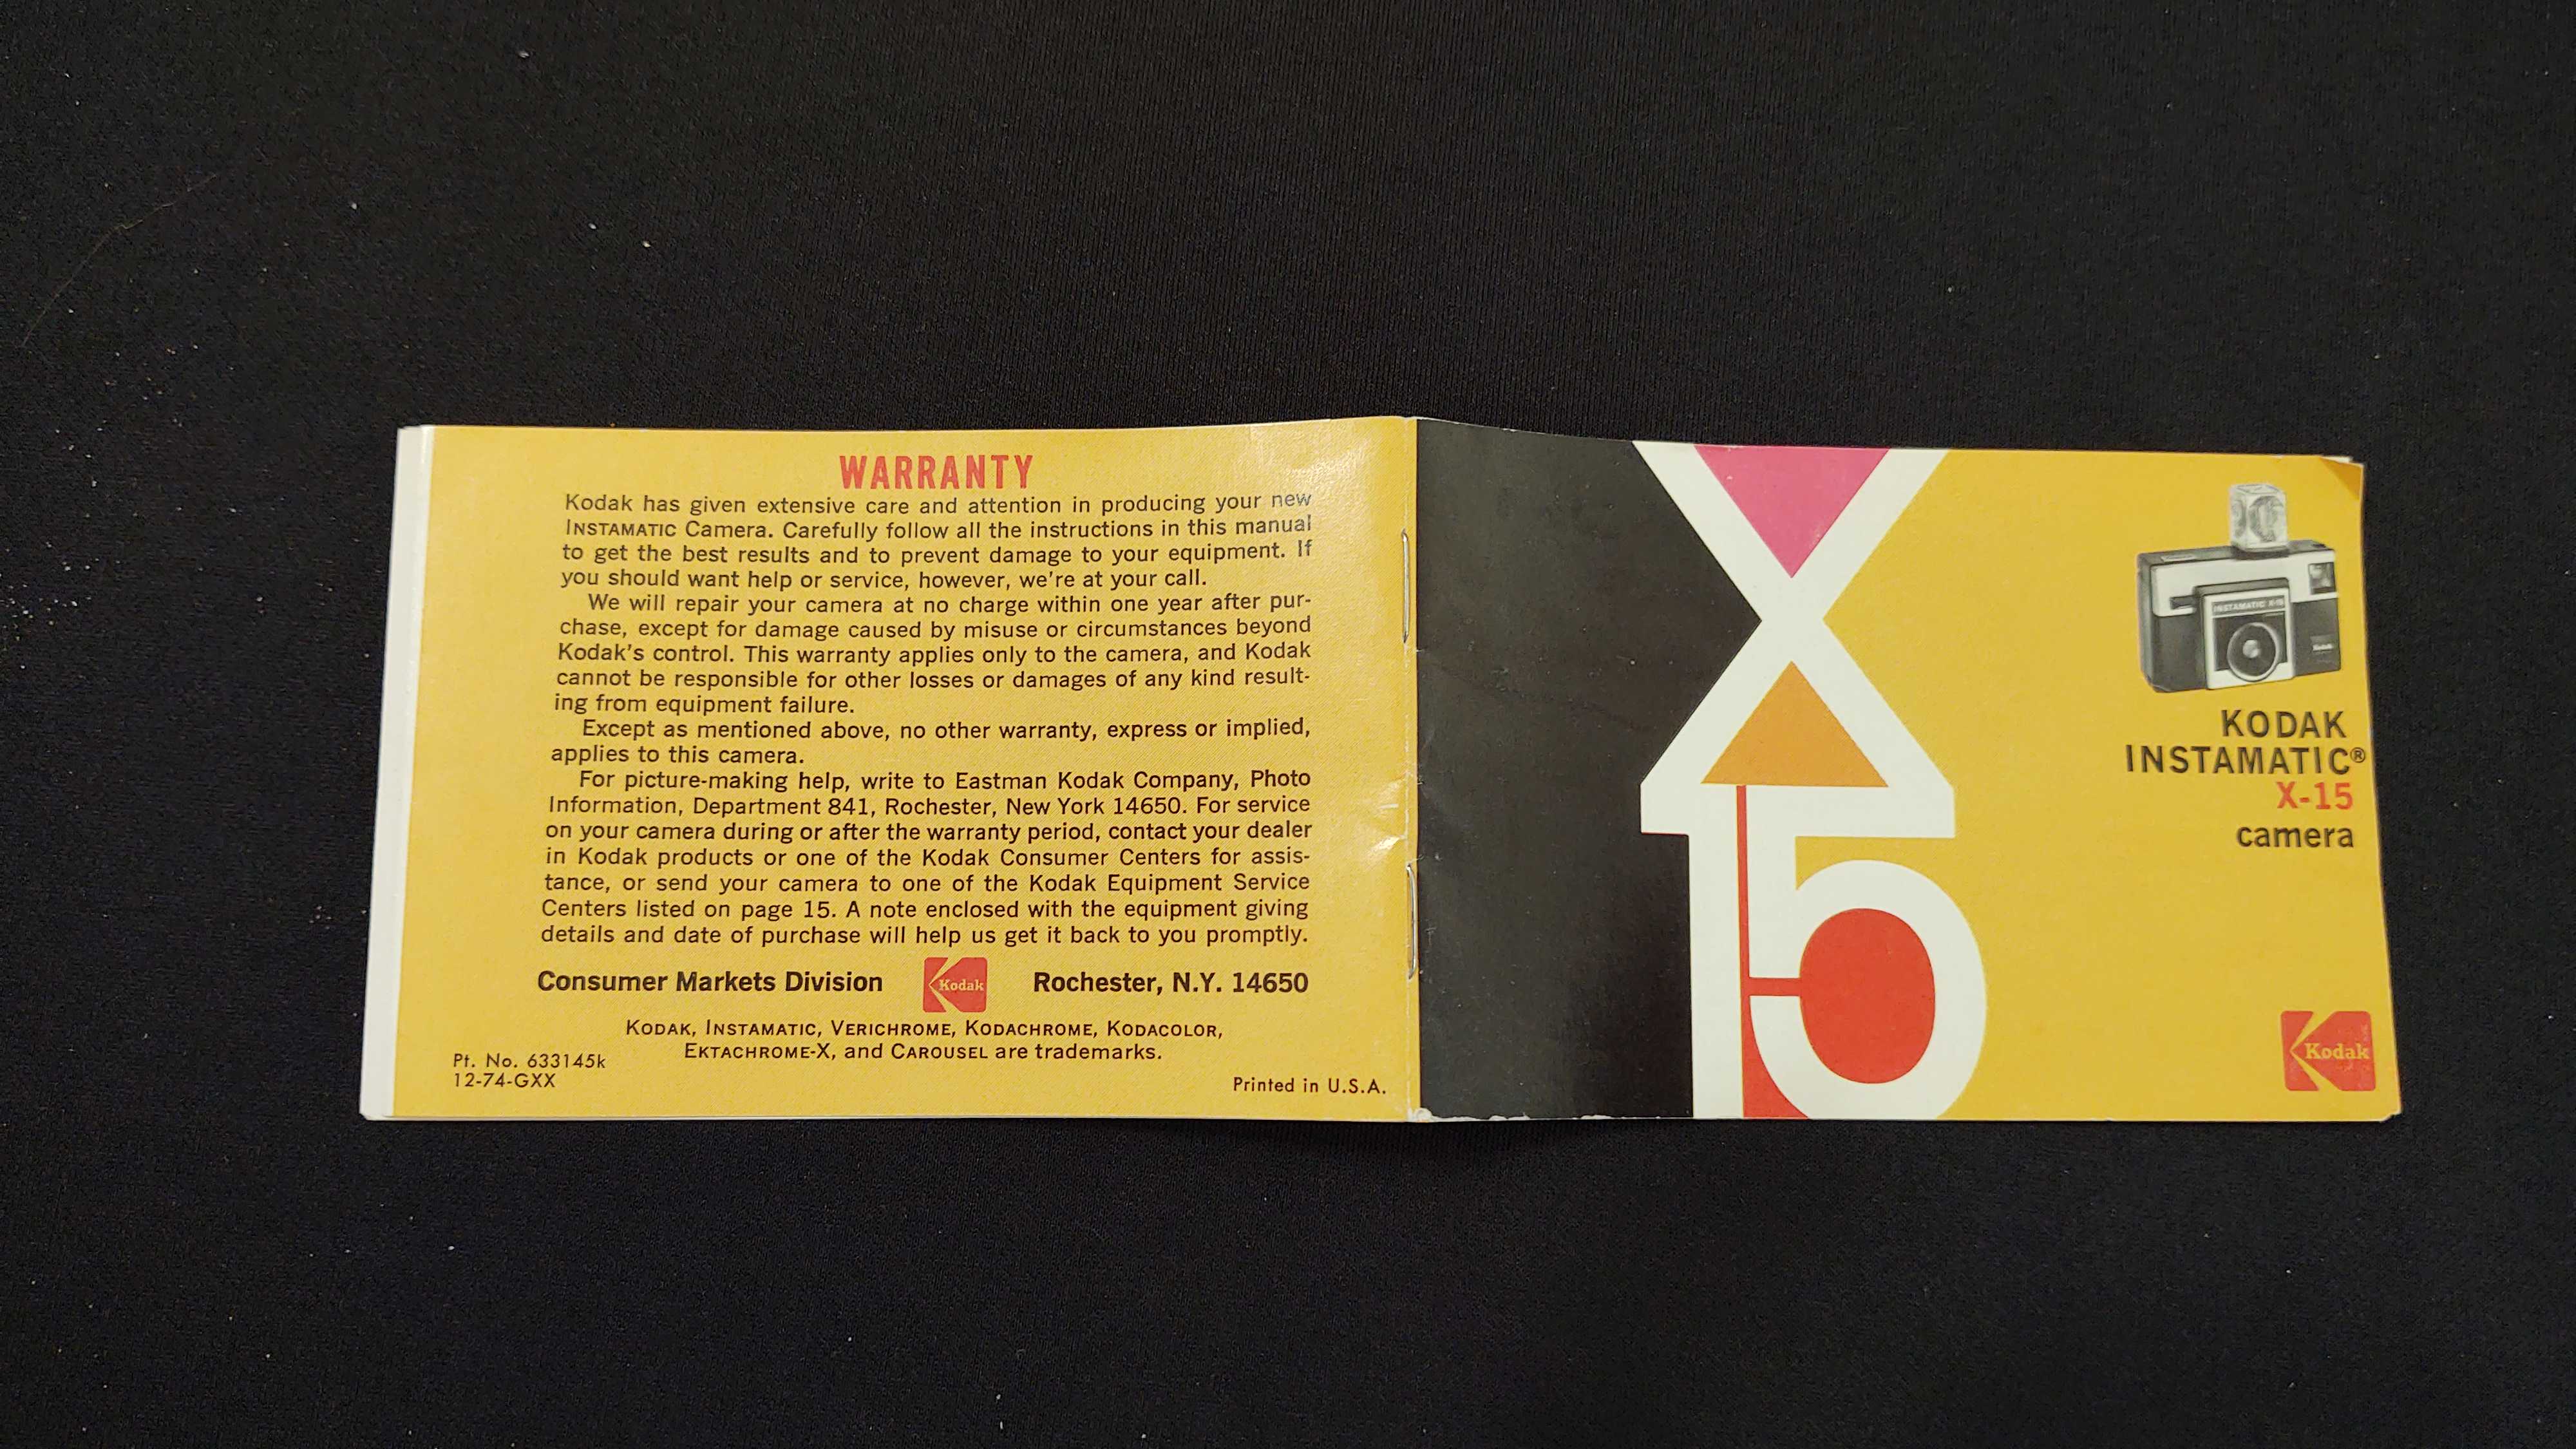 WARRANTY
Kodak has given extensive care and attention in producing your new
INSTAMATIC Camera. Carefully follow all the instructions in this manual
to get the best results and to prevent damage to your equipment. If
you should want help or service, however, we're at your call.
We will repair your camera at no charge within one year after pur-
chase, except for damage caused by misuse or circumstances beyond
Kodak's control. This warranty applies only to the camera, and Kodak
cannot be responsible for other losses or damages of any kind result-
ing from equipment failure.
Except as mentioned above, no other warranty, express or implied,
applies to this camera.
For picture-making help, write to Eastman Kodak Company, Photo
Information, Department 841, Rochester, New York 14650. For service
on your camera during or after the warranty period, contact your dealer
in Kodak products or one of the Kodak Consumer Centers for assis-
tance, or send your camera to one of the Kodak Equipment Service
Centers listed on page 15. A note enclosed with the equipment giving
details and date of purchase will help us get it back to you promptly.
Consumer Markets Division Kodak Rochester, N.Y. 14650
KODAK, INSTAMATIC, VERICHROME, KODACHROME, KODACOLOR,
EKTACHROME-X, and CAROUSEL are trademarks.
Pt. No. 633145k
12-74-GXX
Printed in U.S.A.
X
15
INSTAMATIC X-15
Kodak
KODAK
INSTAMATIC®
X-15
camera
Kodak